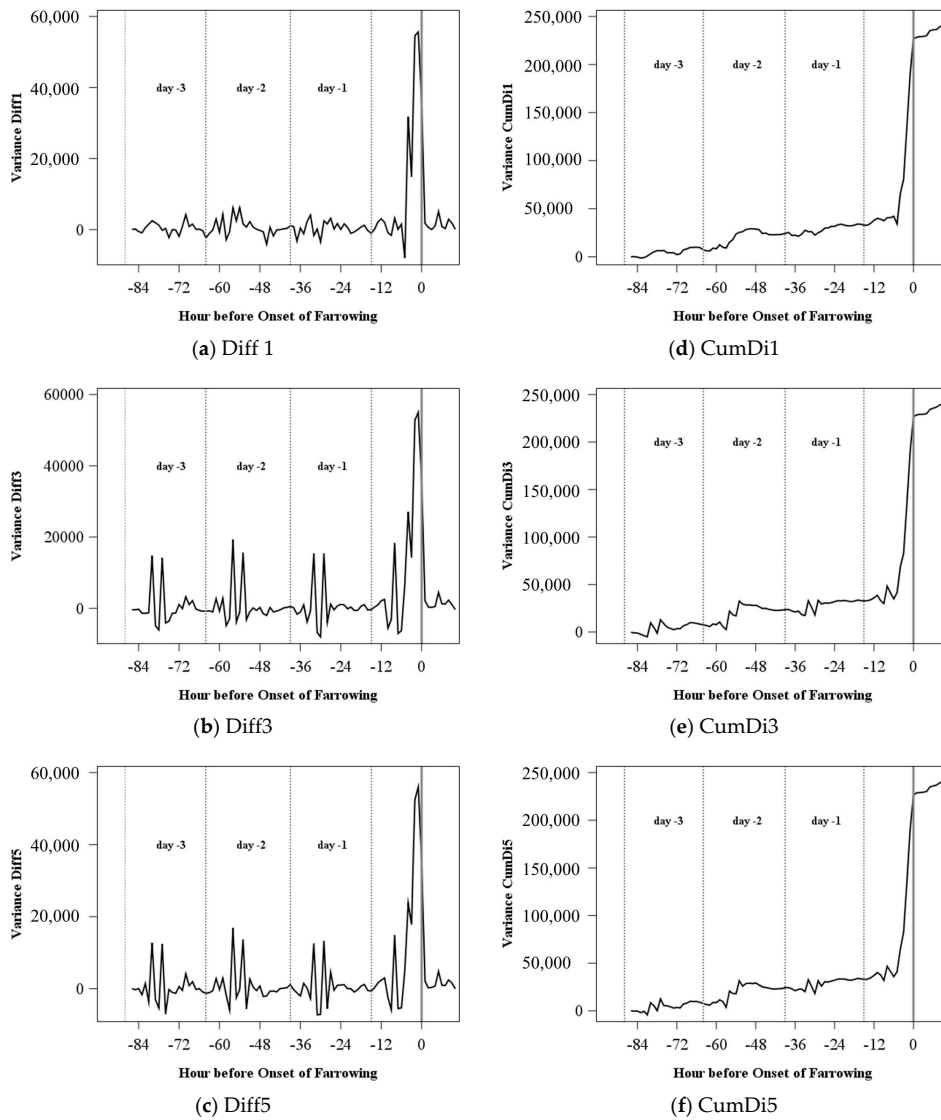 60,000
40,000
20,000
0
Variance Diff1
day -3
day -2
day -1
-84 -72 -60 -48 -36 -24 -12 0
Hour before Onset of Farrowing
(a) Diff 1
250,000
200,000
150,000
100,000
50,000
0
Variance CumDi1
day -3
day -2
day -1
-84 -72 -60 -48 -36 -24 -12 0
Hour before Onset of Farrowing
(d) CumDi1
60000
40000
20000
0
Variance Diff3
day -3
day -2
day -1
-84 -72 -60 -48 -36 -24 -12 0
Hour before Onset of Farrowing
(b) Diff3
250,000
200,000
150,000
100,000
50,000
0
Variance CumDi3
day -3
day -2
day -1
-84 -72 -60 -48 -36 -24 -12 0
Hour before Onset of Farrowing
(e) CumDi3
60,000
40,000
20,000
0
Variance Diff5
day -3
day -2
day -1
-84 -72 -60 -48 -36 -24 -12 0
Hour before Onset of Farrowing
(c) Diff5
250,000
200,000
150,000
100,000
50,000
0
Variance CumDi5
day -3
day -2
day -1
-84 -72 -60 -48 -36 -24 -12 0
Hour before Onset of Farrowing
(f) CumDi5